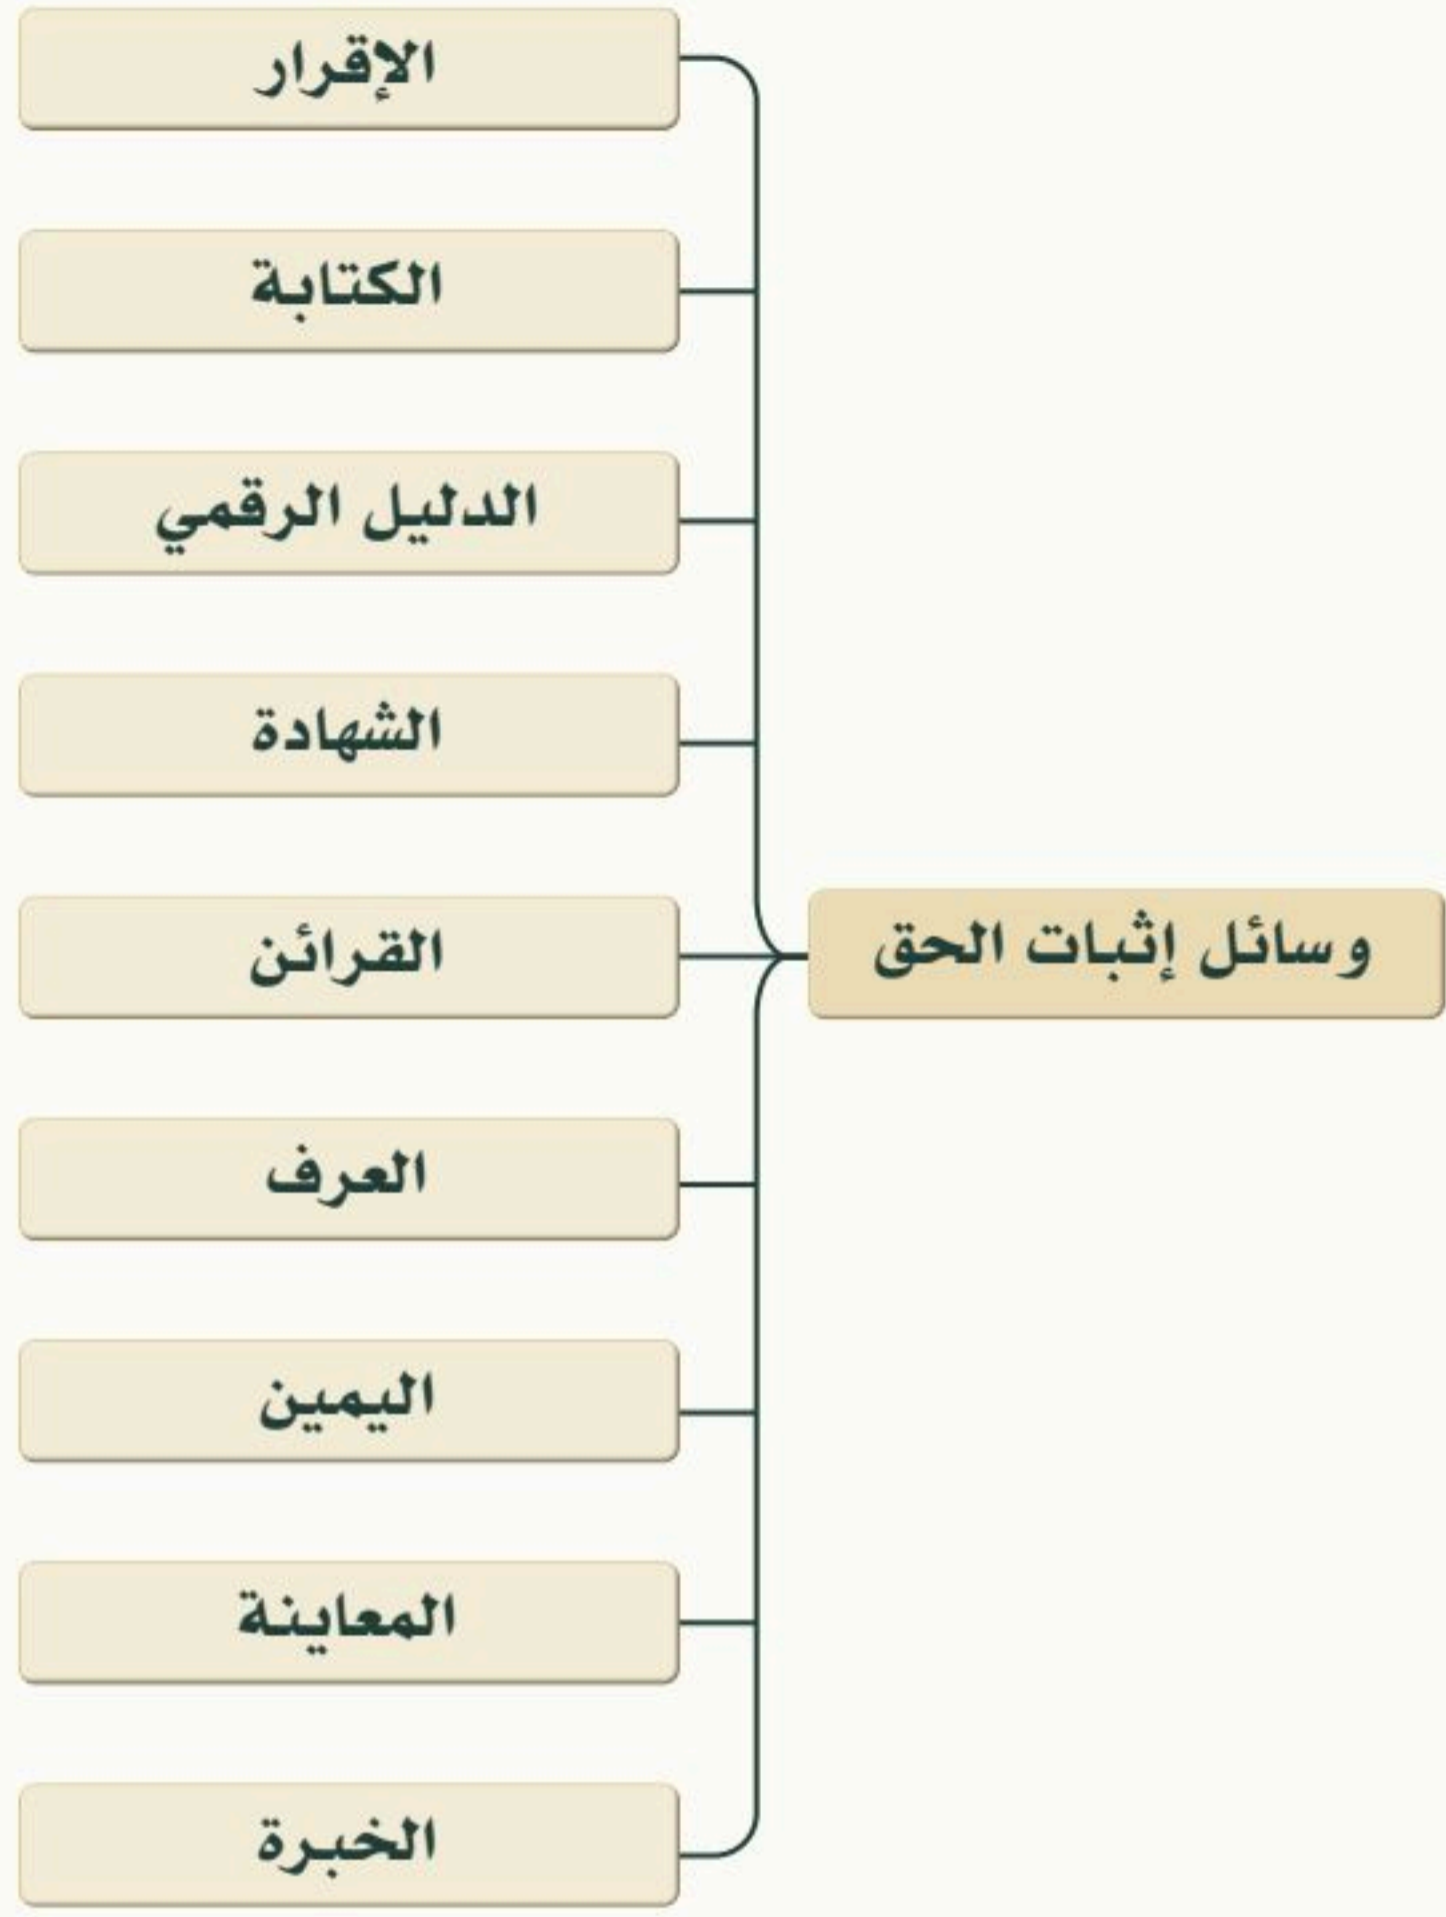 وسائل إثبات الحق
الإقرار
الكتابة
الدليل الرقمي
الشهادة
القرائن
العرف
اليمين
المعاينة
الخبرة